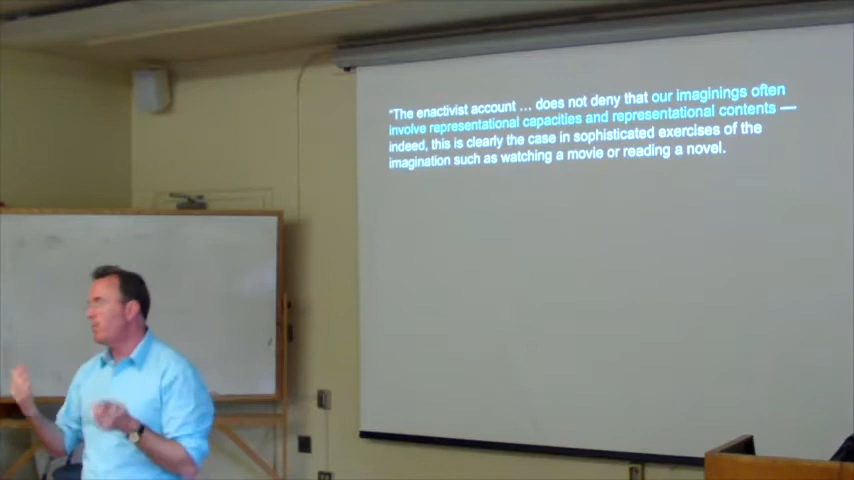 "The enactivist account ... does not deny that our imaginings often
involve representational capacities and representational contents —
indeed, this is clearly the case in sophisticated exercises of the
imagination such as watching a movie or reading a novel.